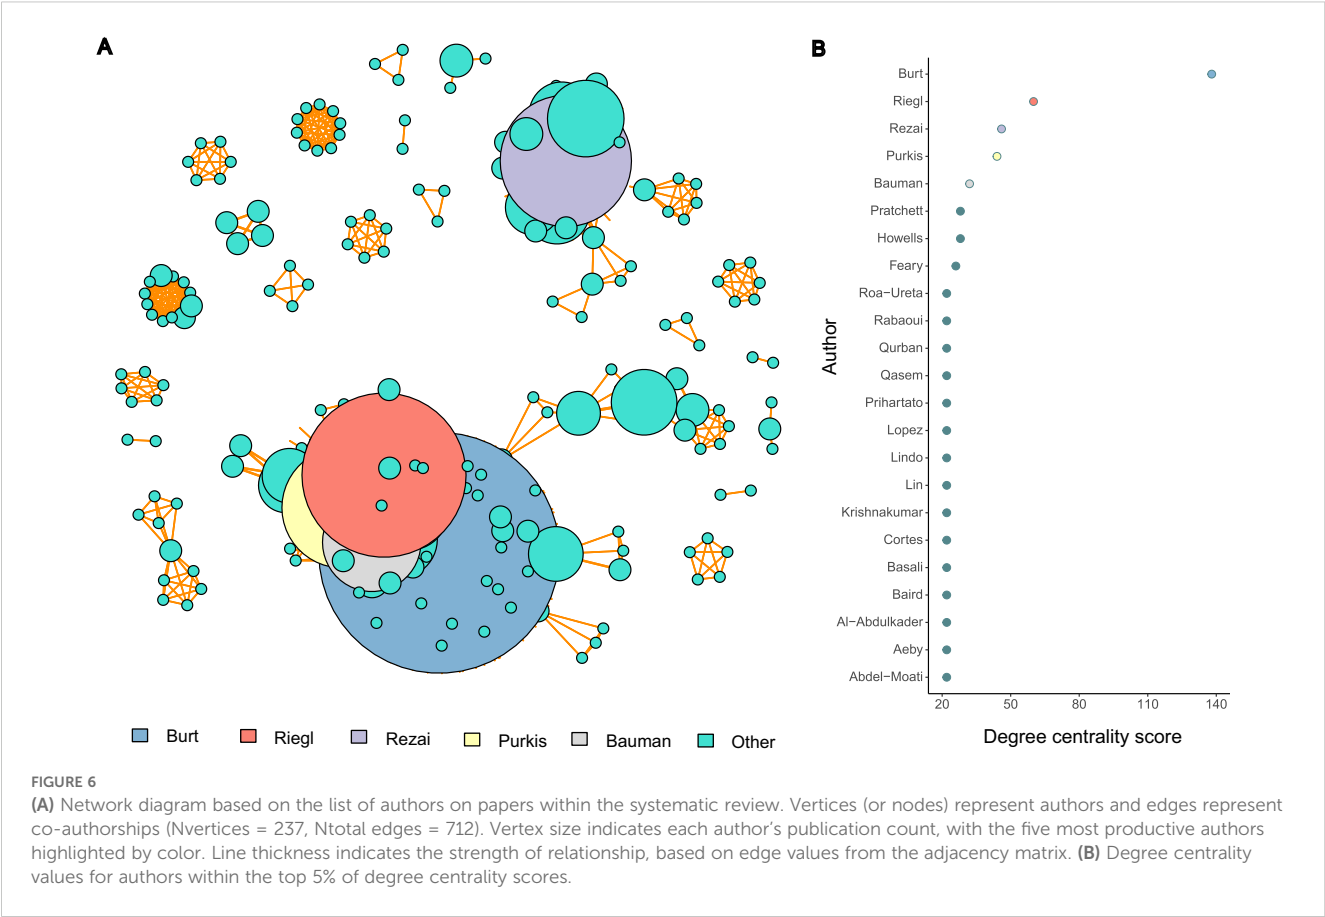 A
B
Burt
Riegl
Rezai
Purkis
Bauman
Pratchett
Howells
Feary
Roa−Ureta
Rabaoui
Qurban
Qasem
Prihartato
Lopez
Lindo
Lin
Krishnakumar
Cortes
Basali
Baird
Al−Abdulkader
Aeby
Abdel−Moati
Author
20 50 80 110 140
Degree centrality score
Burt Riegl Rezai Purkis Bauman Other
FIGURE 6
(A) Network diagram based on the list of authors on papers within the systematic review. Vertices (or nodes) represent authors and edges represent
co-authorships (Nvertices = 237, Ntotal edges = 712). Vertex size indicates each author’s publication count, with the five most productive authors
highlighted by color. Line thickness indicates the strength of relationship, based on edge values from the adjacency matrix. (B) Degree centrality
values for authors within the top 5% of degree centrality scores.